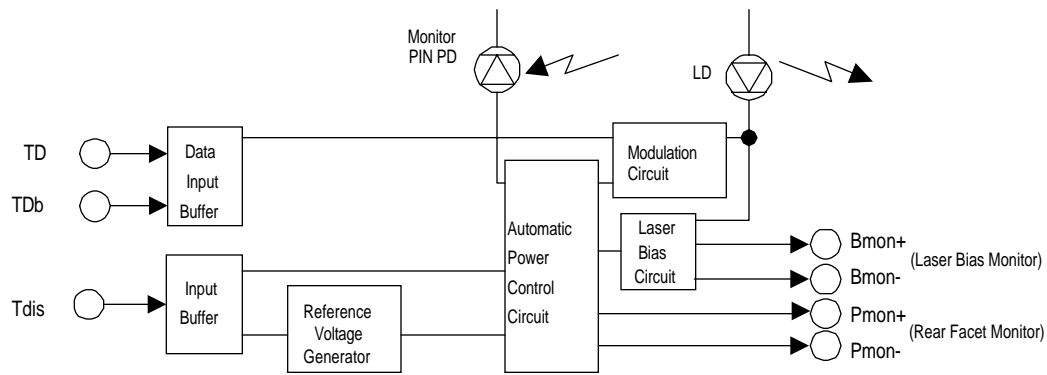 Monitor
PIN PD
LD
TD
TDb
Data
Input
Buffer
Modulation
Circuit
Automatic
Power
Control
Circuit
Laser
Bias
Circuit
Bmon+
Bmon-
(Laser Bias Monitor)
Tdis
Input
Buffer
Reference
Voltage
Generator
Pmon+
Pmon-
(Rear Facet Monitor)